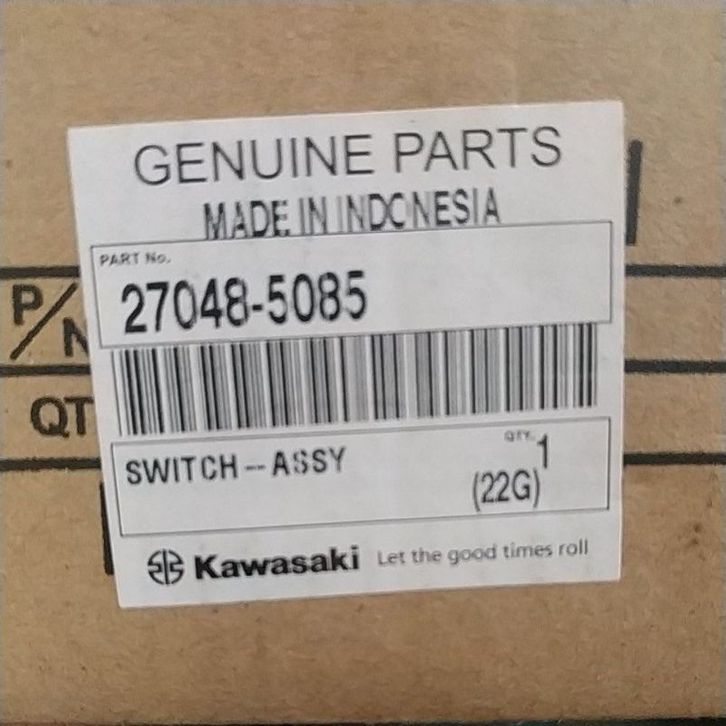 GENUINE PARTS
MADE IN INDONESIA
PART No.
27048-5085
P/N
QT
SWITCH-ASSY
QTY.
1
(22G)
Kawasaki Let the good times roll